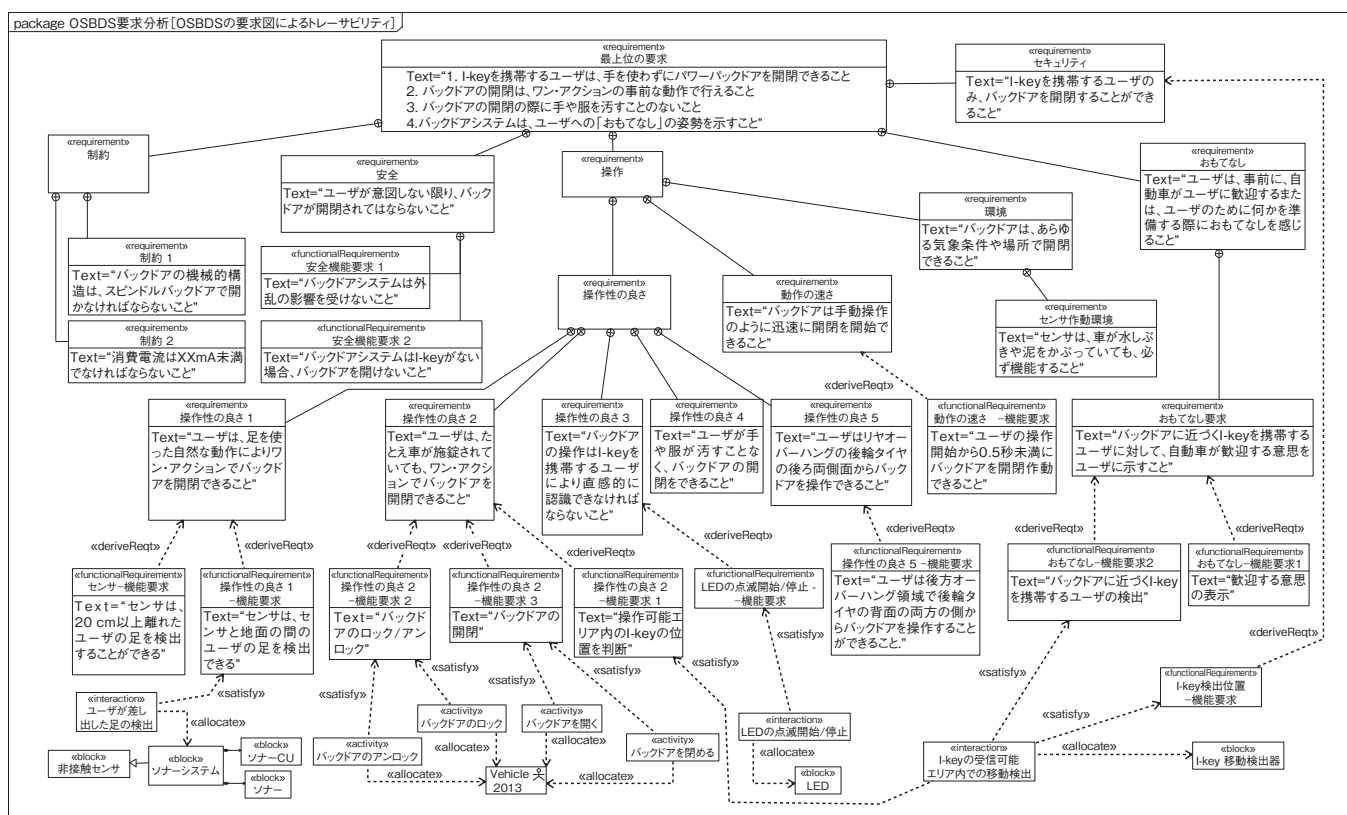 package OSBDS要求分析[OSBDSの要求図によるトレーサビリティ]
«requirement»
最上位の要求
Text=“1. I-keyを携帯するユーザは、手を使わずにパワーバックドアを開閉できること
2. バックドアの開閉は、ワン・アクションの事前な動作で行えること
3. バックドアの開閉の際に手や服を汚すことのないこと
4.バックドアシステムは、ユーザへの「おもてなし」の姿勢を示すこと”
«requirement»
セキュリティ
Text=“I-keyを携帯するユーザの
み、バックドアを開閉することがで
きること”
«requirement»
制約
«requirement»
安全
Text=“ユーザが意図しない限り、バック
ドアが開閉されてはならないこと”
«requirement»
操作
«requirement»
環境
Text=“バックドアは、あらゆ
る気象条件や場所で開閉
できること”
«requirement»
おもてなし
Text=“ユーザは、事前に、自
動車がユーザに歓迎するまた
は、ユーザのために何かを準
備する際におもてなしを感じ
ること”
«requirement»
制約 1
Text=“バックドアの機械的構
造は、スピンドルバックドアで開
かなければならないこと”
«requirement»
制約 2
Text=“消費電流はXXmA未満
でなければならないこと”
«functionalRequirement»
安全機能要求 1
Text=“バックドアシステムは外
乱の影響を受けないこと”
«functionalRequirement»
安全機能要求 2
Text=“バックドアシステムはI-keyがない
場合、バックドアを開けないこと”
«requirement»
操作性の良さ
«requirement»
動作の速さ
Text=“バックドアは手動操作
のように迅速に開閉を開始で
きること”
«requirement»
センサ作動環境
Text=“センサは、車が水しぶ
きや泥をかぶっていても、必
ず機能すること”
«deriveReqt»
«requirement»
操作性の良さ 1
Text=“ユーザは、足を使
った自然な動作によりワ
ン・アクションでバックド
アを開閉できること”
«requirement»
操作性の良さ 2
Text=“ユーザは、た
とえ車が施錠され
ていても、ワン・アク
ションでバックドアを
開閉できること”
«requirement»
操作性の良さ 3
Text=“バックドア
の操作はI-keyを
携帯するユーザ
により直感的に
認識できなければ
ならないこと”
«requirement»
操作性の良さ 4
Text=“ユーザが手
や服が汚すことな
く、バックドアの開
閉をできること”
«requirement»
操作性の良さ 5
Text=“ユーザはリヤオー
バーハングの後輪タイヤ
の後ろ両側面からバック
ドアを操作できること”
«functionalRequirement»
動作の速さ －機能要求
Text=“ユーザの操作
開始から0.5秒未満に
バックドアを開閉作動
できること”
«requirement»
おもてなし要求
Text=“バックドアに近づくI-keyを携帯する
ユーザに対して、自動車が歓迎する意思を
ユーザに示すこと”
«deriveReqt»
«deriveReqt»
«deriveReqt»
«deriveReqt»
«deriveReqt»
«deriveReqt»
«deriveReqt»
«deriveReqt»
«deriveReqt»
«functionalRequirement»
センサ－機能要求
Text=“センサは、
20 cm以上離れた
ユーザの足を検出
することができる”
«functionalRequirement»
操作性の良さ 1
－機能要求
Text=“センサは、セ
ンサと地面の間の
ユーザの足を検出
できる”
«functionalRequirement»
操作性の良さ 2
－機能要求 2
Text=“バックド
アのロック/アン
ロック”
«functionalRequirement»
操作性の良さ 2
－機能要求 3
Text=“バックドアの
開閉”
«functionalRequirement»
操作性の良さ 2
－機能要求 1
Text=“操作可能エ
リア内のI-keyの位
置を判断”
«functionalRequirement»
LEDの点滅開始/停止 -
－機能要求
«functionalRequirement»
操作性の良さ 5 －機能要求
Text=“ユーザは後方オー
バーハング領域で後輪タ
イヤの背面の両方の側か
らバックドアを操作すること
ができること.”
«functionalRequirement»
おもてなし－機能要求2
Text=“バックドアに近づくI-key
を携帯するユーザの検出”
«functionalRequirement»
おもてなし－機能要求1
Text=“歓迎する意思
の表示”
«deriveReqt»
«satisfy»
«satisfy»
«satisfy»
«satisfy»
«satisfy»
«satisfy»
«functionalRequirement»
I-key検出位置
－機能要求
«interaction»
ユーザが差し
出した足の検出
«allocate»
«activity»
バックドアのロック
«activity»
バックドアを開く
«activity»
バックドアのアンロック
«activity»
バックドアを閉める
«interaction»
LEDの点滅開始/停止
«interaction»
I-keyの受信可能
エリア内での移動検出
«allocate»
«block»
I-key 移動検出器
«block»
非接触センサ
«block»
ソナーシステム
«block»
ソナーCU
«block»
ソナー
«allocate»
«allocate»
«allocate»
«allocate»
Vehicle
2013
«allocate»
«block»
LED